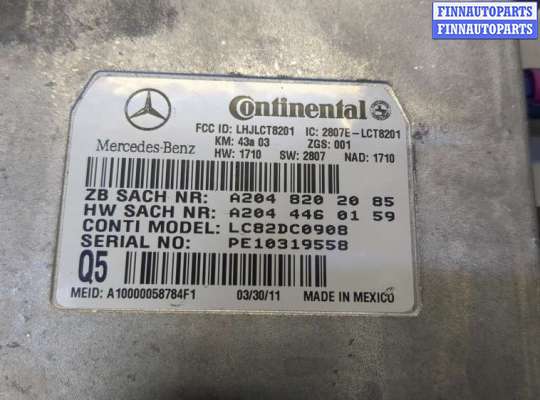 FINNAUTOPARTS
FINNAUTOPARTS
Continental
Mercedes-Benz
FCC ID: LHJLCT8201 IC: 2807E-LCT8201
KM: 43a 03 ZGS: 001
HW: 1710 SW: 2807 NAD: 1710
ZB SACH NR: A204 820 20 85
HW SACH NR: A204 446 01 59
CONTI MODEL: LC82DC0908
SERIAL NO: PE10319558
Q5
MEID: A10000058784F1 03/30/11 MADE IN MEXICO